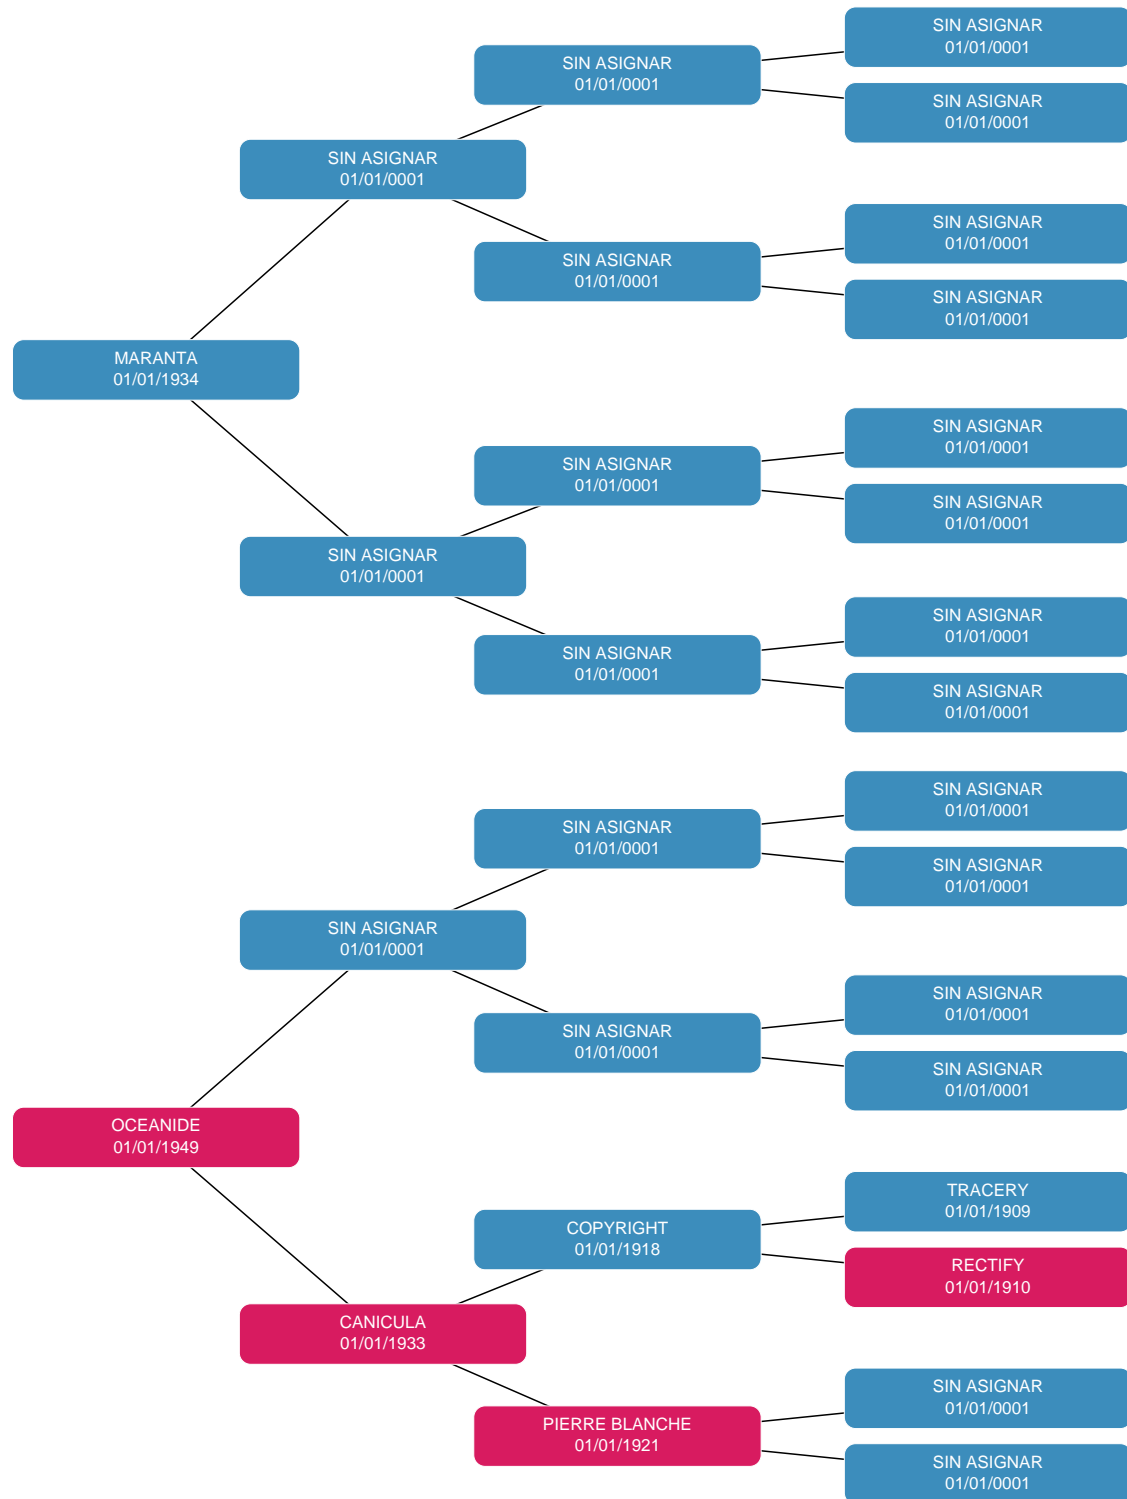 SIN ASIGNAR
01/01/0001
SIN ASIGNAR
01/01/0001
SIN ASIGNAR
01/01/0001
SIN ASIGNAR
01/01/0001
SIN ASIGNAR
01/01/0001
SIN ASIGNAR
01/01/0001
SIN ASIGNAR
01/01/0001
MARANTA
01/01/1934
SIN ASIGNAR
01/01/0001
SIN ASIGNAR
01/01/0001
SIN ASIGNAR
01/01/0001
SIN ASIGNAR
01/01/0001
SIN ASIGNAR
01/01/0001
SIN ASIGNAR
01/01/0001
SIN ASIGNAR
01/01/0001
SIN ASIGNAR
01/01/0001
SIN ASIGNAR
01/01/0001
SIN ASIGNAR
01/01/0001
SIN ASIGNAR
01/01/0001
SIN ASIGNAR
01/01/0001
SIN ASIGNAR
01/01/0001
SIN ASIGNAR
01/01/0001
OCEANIDE
01/01/1949
TRACERY
01/01/1909
COPYRIGHT
01/01/1918
RECTIFY
01/01/1910
CANICULA
01/01/1933
SIN ASIGNAR
01/01/0001
PIERRE BLANCHE
01/01/1921
SIN ASIGNAR
01/01/0001